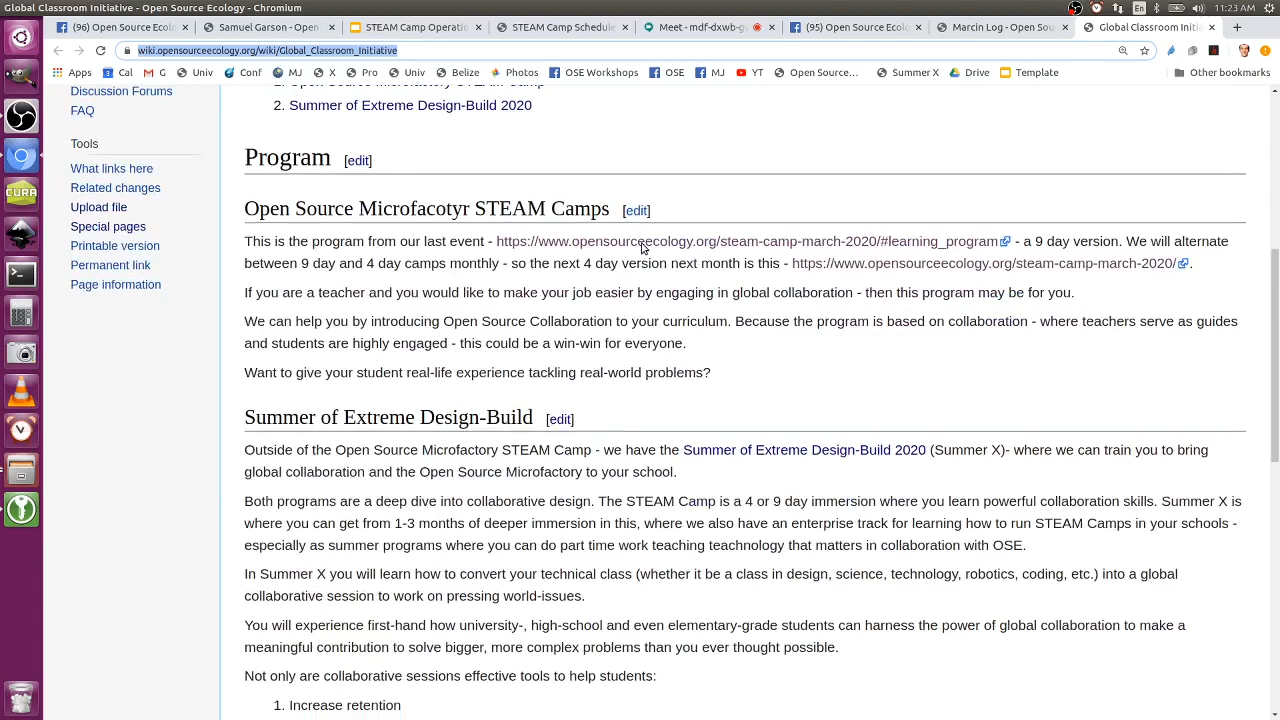 Global Classroom Initiative - Open Source Ecology - Chromium
En
11:23 AM
(96) Open Source Ecolo
Samuel Garson - Open
STEAM Camp Operatio
STEAM Camp Schedule
Meet - mdf-dxwb-gv
(95) Open Source Ecolo
Marcin Log - Open Sou
Global Classroom Initia
wiki.opensourceecology.org/wiki/Global_Classroom_Initiative
Apps
Cal
G
Univ
Conf
MJ
X
Pro
Univ
Belize
Photos
OSE Workshops
OSE
MJ
YT
Open Source…
Summer X
Drive
Template
Other bookmarks
Discussion Forums
FAQ
Tools
What links here
Related changes
Upload file
Special pages
Printable version
Permanent link
Page information
2. Summer of Extreme Design-Build 2020
Program [edit]
Open Source Microfacotyr STEAM Camps [edit]
This is the program from our last event - https://www.opensourceecology.org/steam-camp-march-2020/#learning_program - a 9 day version. We will alternate
between 9 day and 4 day camps monthly - so the next 4 day version next month is this - https://www.opensourceecology.org/steam-camp-march-2020/ .
If you are a teacher and you would like to make your job easier by engaging in global collaboration - then this program may be for you.
We can help you by introducing Open Source Collaboration to your curriculum. Because the program is based on collaboration - where teachers serve as guides
and students are highly engaged - this could be a win-win for everyone.
Want to give your student real-life experience tackling real-world problems?
Summer of Extreme Design-Build [edit]
Outside of the Open Source Microfactory STEAM Camp - we have the Summer of Extreme Design-Build 2020 (Summer X)- where we can train you to bring
global collaboration and the Open Source Microfactory to your school.
Both programs are a deep dive into collaborative design. The STEAM Camp is a 4 or 9 day immersion where you learn powerful collaboration skills. Summer X is
where you can get from 1-3 months of deeper immersion in this, where we also have an enterprise track for learning how to run STEAM Camps in your schools -
especially as summer programs where you can do part time work teaching teachnology that matters in collaboration with OSE.
In Summer X you will learn how to convert your technical class (whether it be a class in design, science, technology, robotics, coding, etc.) into a global
collaborative session to work on pressing world-issues.
You will experience first-hand how university-, high-school and even elementary-grade students can harness the power of global collaboration to make a
meaningful contribution to solve bigger, more complex problems than you ever thought possible.
Not only are collaborative sessions effective tools to help students:
1. Increase retention